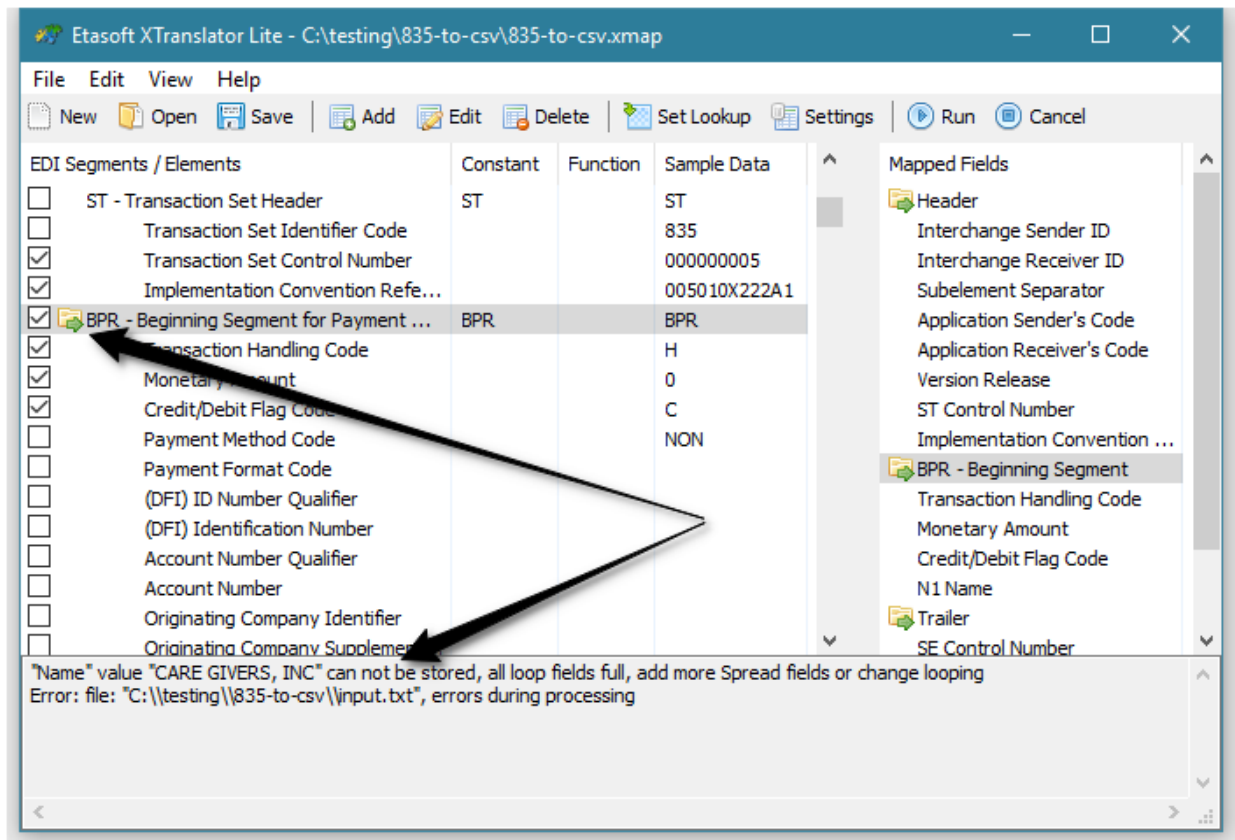 Etasoft XTranslator Lite - C:\testing\835-to-csv\835-to-csv.xmap
File Edit View Help
New Open Save Add Edit Delete Set Lookup Settings Run Cancel
EDI Segments / Elements Constant Function Sample Data Mapped Fields
ST - Transaction Set Header ST ST Header
Transaction Set Identifier Code 835 Interchange Sender ID
Transaction Set Control Number 000000005 Interchange Receiver ID
Implementation Convention Refe... 005010X222A1 Subelement Separator
BPR - Beginning Segment for Payment ... BPR BPR Application Sender's Code
Transaction Handling Code H Application Receiver's Code
Monetary Amount 0 Version Release
Credit/Debit Flag Code C ST Control Number
Payment Method Code NON Implementation Convention ...
Payment Format Code BPR - Beginning Segment
(DFI) ID Number Qualifier Transaction Handling Code
(DFI) Identification Number Monetary Amount
Account Number Qualifier Credit/Debit Flag Code
Account Number N1 Name
Originating Company Identifier Trailer
Originating Company SE Control Number
"Name" value "CARE GIVERS, INC" can not be stored, all loop fields full, add more Spread fields or change looping
Error: file: "C:\\testing\\835-to-csv\\input.txt", errors during processing